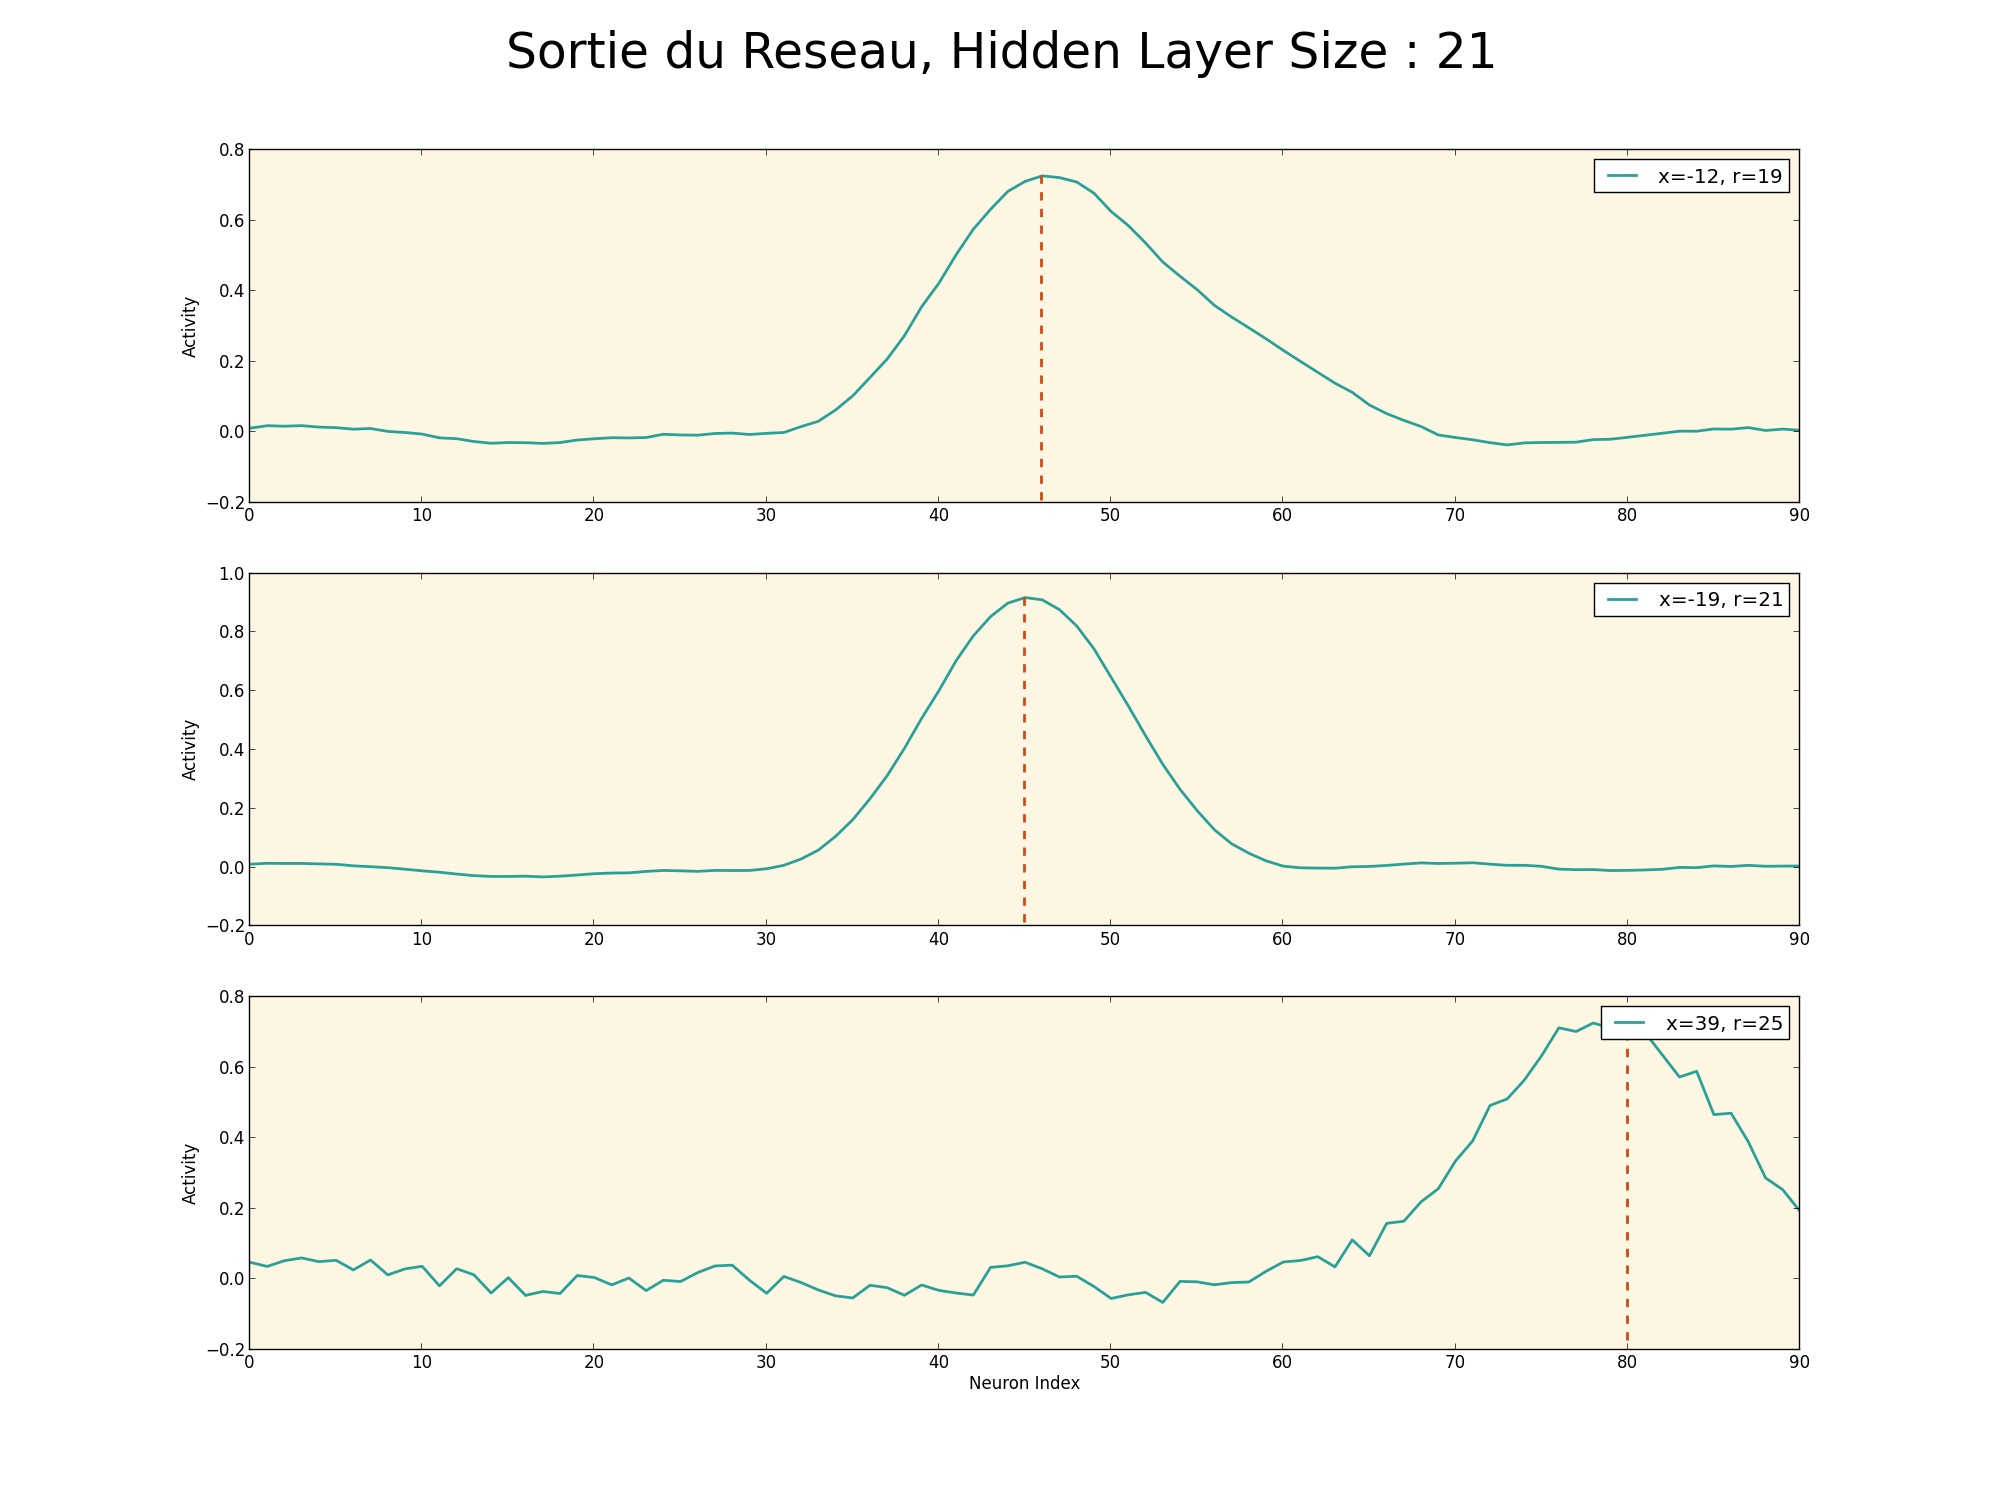 Sortie du Reseau, Hidden Layer Size : 21
0.8
0.6
0.4
0.2
0.0
−0.2
Activity
x=-12, r=19
0 10 20 30 40 50 60 70 80 90
1.0
0.8
0.6
0.4
0.2
0.0
−0.2
Activity
x=-19, r=21
0 10 20 30 40 50 60 70 80 90
0.8
0.6
0.4
0.2
0.0
−0.2
Activity
x=39, r=25
0 10 20 30 40 50 60 70 80 90
Neuron Index